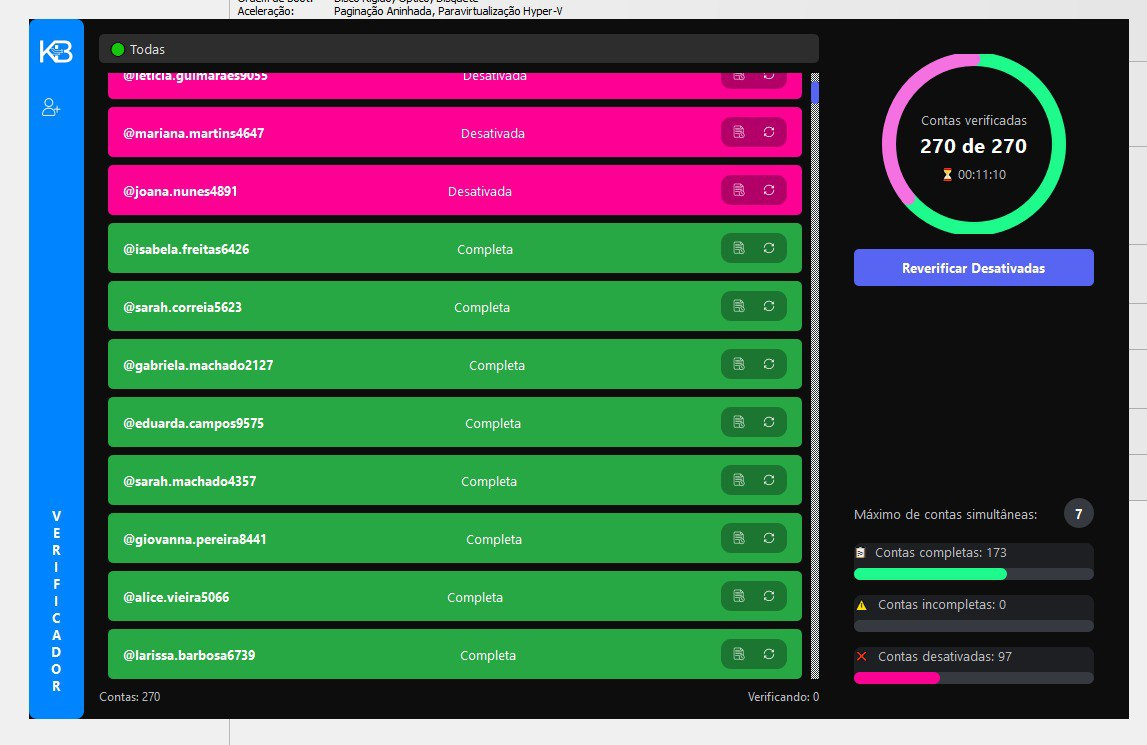 Ordem de Boot: Disco Rígido, Óptico, Disquete
Aceleração: Paginação Aninhada, Paravirtualização Hyper-V
KB
Todas
@leticia.guimaraes9055 Desativada
@mariana.martins4647 Desativada
@joana.nunes4891 Desativada
@isabela.freitas6426 Completa
@sarah.correia5623 Completa
@gabriela.machado2127 Completa
@eduarda.campos9575 Completa
@sarah.machado4357 Completa
@giovanna.pereira8441 Completa
@alice.vieira5066 Completa
@larissa.barbosa6739 Completa
Contas: 270
Verificando: 0
VERIFICADOR
Contas verificadas
270 de 270
00:11:10
Reverificar Desativadas
Máximo de contas simultâneas: 7
Contas completas: 173
Contas incompletas: 0
Contas desativadas: 97